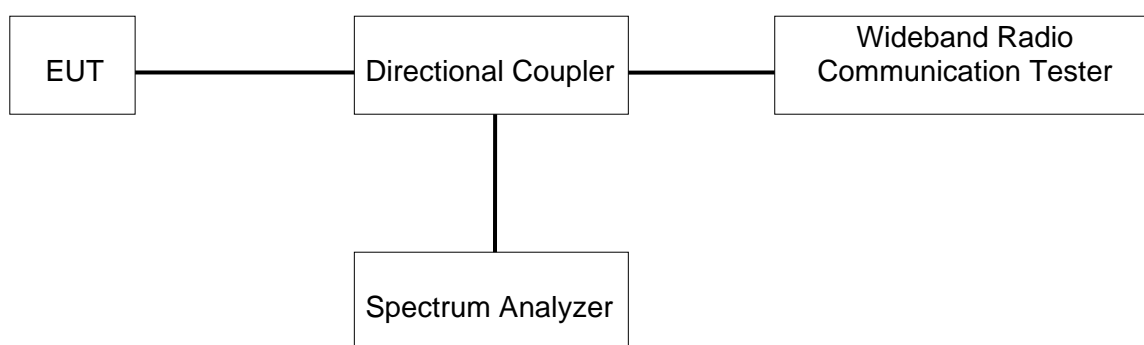 EUT
Directional Coupler
Wideband Radio
Communication Tester
Spectrum Analyzer